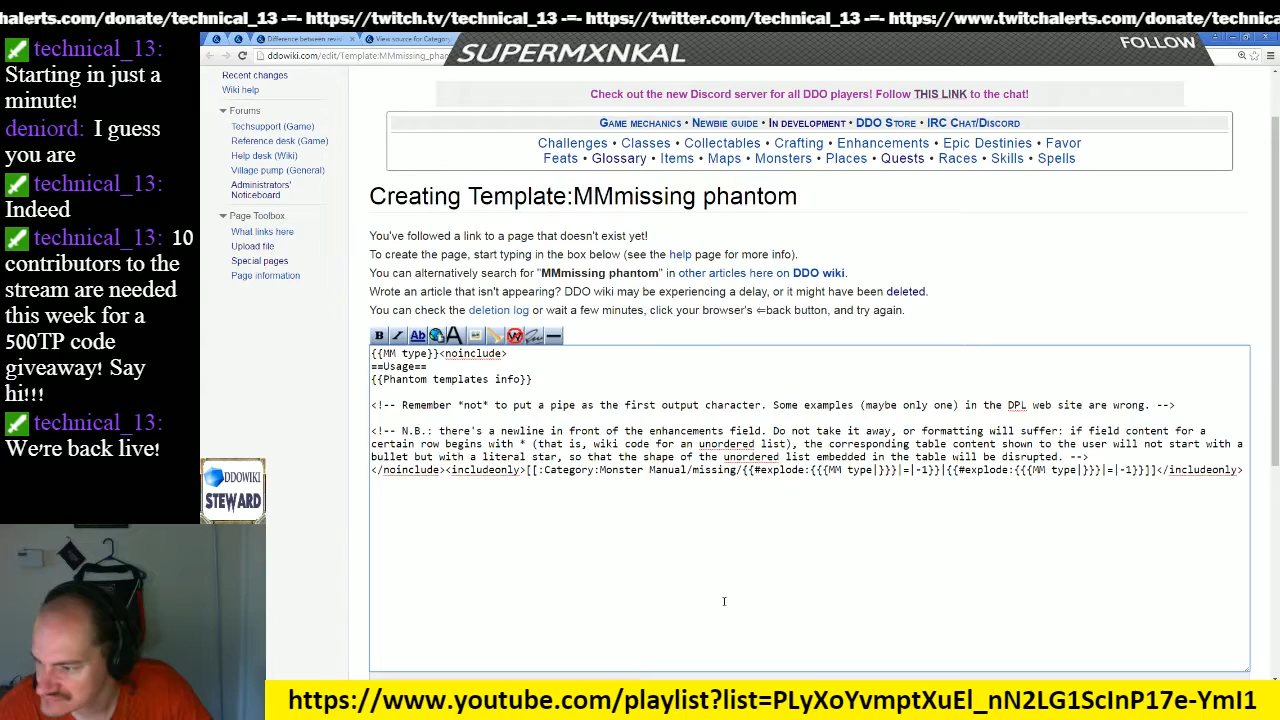 halerts.com/donate/technical_13 -=- https://twitch.tv/technical_13 -=- https://twitter.com/technical_13 -=- https://www.twitchalerts.com/donate/technic
technical_13:
Starting in just a
minute!
deniord: I guess
you are
technical_13:
Indeed
technical_13: 10
contributors to the
stream are needed
this week for a
500TP code
giveaway! Say
hi!!!
technical_13:
We're back live!
DDOWIKI
STEWARD
Difference between revisi
View source for Category
SUPERMXNKAL
FOLLOW
ddowiki.com/edit/Template:MMmissing_phan
Recent changes
Wiki help
Forums
Techsupport (Game)
Reference desk (Game)
Help desk (Wiki)
Village pump (General)
Administrators'
Noticeboard
Page Toolbox
What links here
Upload file
Special pages
Page information
Check out the new Discord server for all DDO players! Follow THIS LINK to the chat!
Game mechanics • Newbie guide • In development • DDO Store • IRC Chat/Discord
Challenges • Classes • Collectables • Crafting • Enhancements • Epic Destinies • Favor
Feats • Glossary • Items • Maps • Monsters • Places • Quests • Races • Skills • Spells
Creating Template:MMmissing phantom
You've followed a link to a page that doesn't exist yet!
To create the page, start typing in the box below (see the help page for more info).
You can alternatively search for "MMmissing phantom" in other articles here on DDO wiki.
Wrote an article that isn't appearing? DDO wiki may be experiencing a delay, or it might have been deleted.
You can check the deletion log or wait a few minutes, click your browser's ⇐back button, and try again.
B I Ab A W
{{MM type}}<noinclude>
==Usage==
{{Phantom templates info}}
<!-- Remember *not* to put a pipe as the first output character. Some examples (maybe only one) in the DPL web site are wrong. -->
<!-- N.B.: there's a newline in front of the enhancements field. Do not take it away, or formatting will suffer: if field content for a
certain row begins with * (that is, wiki code for an unordered list), the corresponding table content shown to the user will not start with a
bullet but with a literal star, so that the shape of the unordered list embedded in the table will be disrupted. -->
</noinclude><includeonly>[[:Category:Monster Manual/missing/{{#explode:{{{MM type|}}}|=|-1}}|{{#explode:{{{MM type|}}}|=|-1}}]]</includeonly>
https://www.youtube.com/playlist?list=PLyXoYvmptXuEl_nN2LG1ScInP17e-YmI1